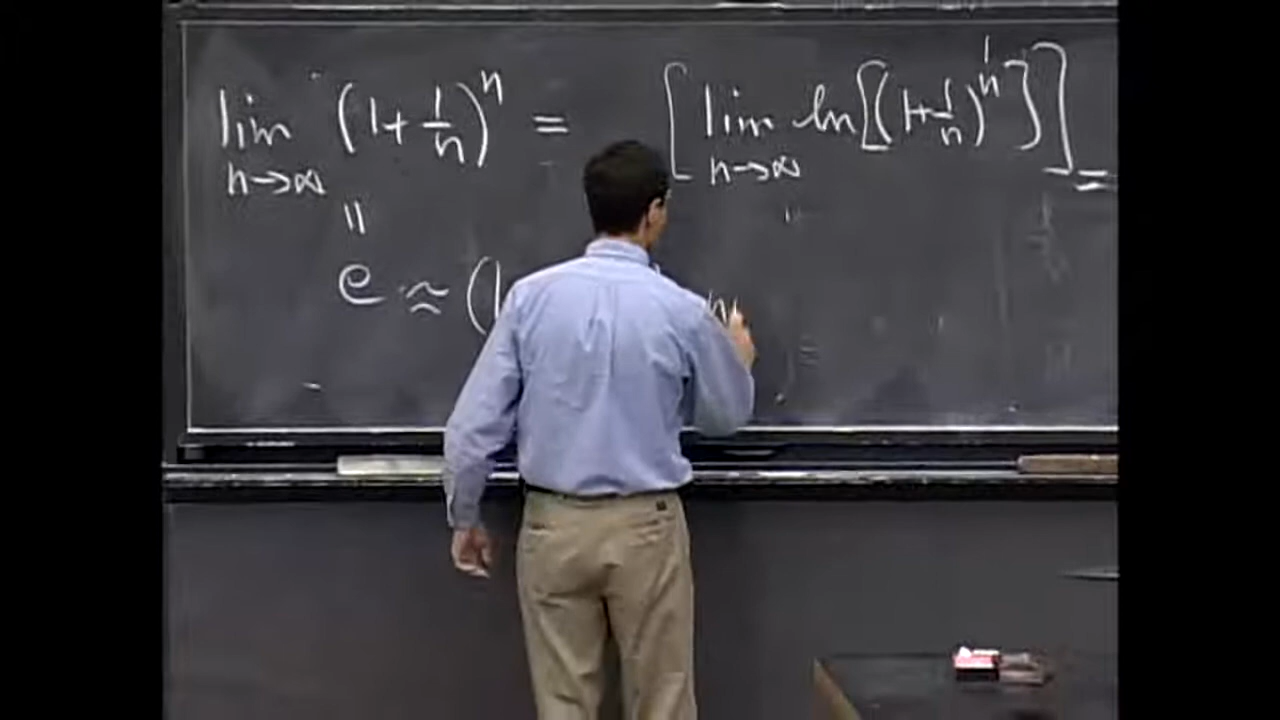 lim n→∞ (1+1/n)^n = [lim n→∞ ln[(1+1/n)^n]] =
"
e ≈ (1